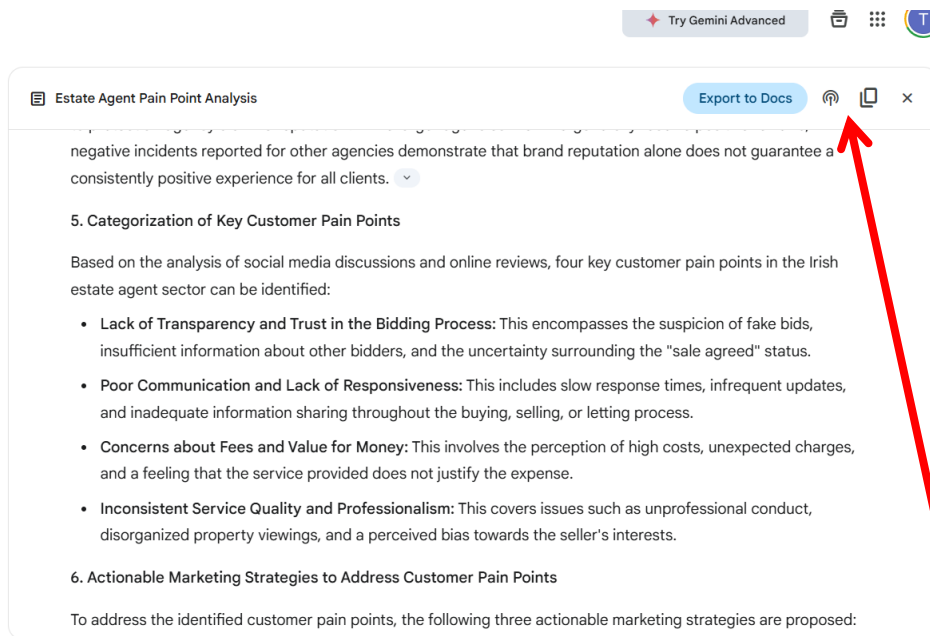 Try Gemini Advanced
T
Estate Agent Pain Point Analysis
Export to Docs
negative incidents reported for other agencies demonstrate that brand reputation alone does not guarantee a
consistently positive experience for all clients.
5. Categorization of Key Customer Pain Points
Based on the analysis of social media discussions and online reviews, four key customer pain points in the Irish
estate agent sector can be identified:
• Lack of Transparency and Trust in the Bidding Process: This encompasses the suspicion of fake bids,
insufficient information about other bidders, and the uncertainty surrounding the "sale agreed" status.
• Poor Communication and Lack of Responsiveness: This includes slow response times, infrequent updates,
and inadequate information sharing throughout the buying, selling, or letting process.
• Concerns about Fees and Value for Money: This involves the perception of high costs, unexpected charges,
and a feeling that the service provided does not justify the expense.
• Inconsistent Service Quality and Professionalism: This covers issues such as unprofessional conduct,
disorganized property viewings, and a perceived bias towards the seller's interests.
6. Actionable Marketing Strategies to Address Customer Pain Points
To address the identified customer pain points, the following three actionable marketing strategies are proposed: